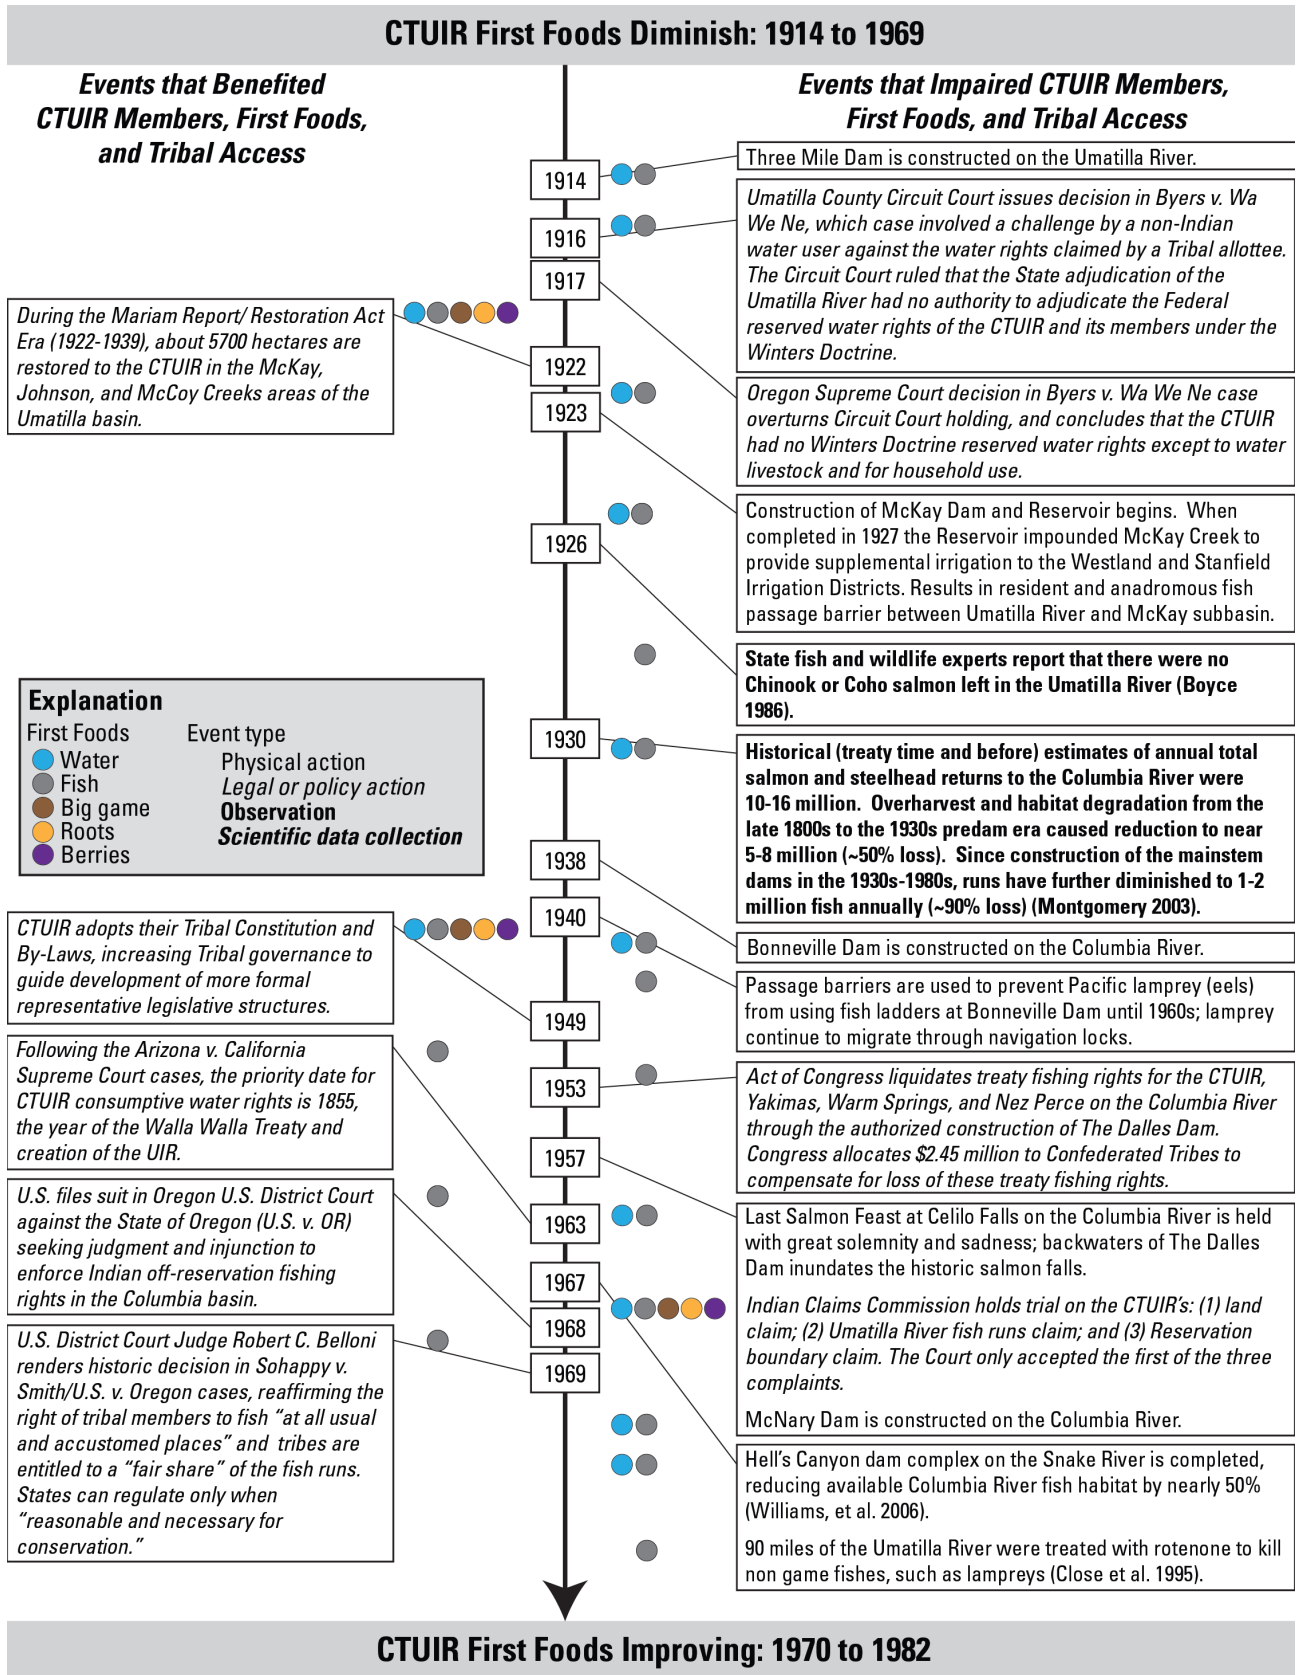 CTUIR First Foods Diminish: 1914 to 1969
Events that Benefited
CTUIR Members, First Foods,
and Tribal Access
Events that Impaired CTUIR Members,
First Foods, and Tribal Access
1914
Three Mile Dam is constructed on the Umatilla River.
1916
Umatilla County Circuit Court issues decision in Byers v. Wa
We Ne, which case involved a challenge by a non-Indian
water user against the water rights claimed by a Tribal allottee.
The Circuit Court ruled that the State adjudication of the
Umatilla River had no authority to adjudicate the Federal
reserved water rights of the CTUIR and its members under the
Winters Doctrine.
1917
Oregon Supreme Court decision in Byers v. Wa We Ne case
overturns Circuit Court holding, and concludes that the CTUIR
had no Winters Doctrine reserved water rights except to water
livestock and for household use.
During the Mariam Report/ Restoration Act
Era (1922-1939), about 5700 hectares are
restored to the CTUIR in the McKay,
Johnson, and McCoy Creeks areas of the
Umatilla basin.
1922
1923
Construction of McKay Dam and Reservoir begins.  When
completed in 1927 the Reservoir impounded McKay Creek to
provide supplemental irrigation to the Westland and Stanfield
Irrigation Districts. Results in resident and anadromous fish
passage barrier between Umatilla River and McKay subbasin.
1926
State fish and wildlife experts report that there were no
Chinook or Coho salmon left in the Umatilla River (Boyce
1986).
Explanation
First Foods
Water
Fish
Big game
Roots
Berries
Event type
Physical action
Legal or policy action
Observation
Scientific data collection
1930
Historical (treaty time and before) estimates of annual total
salmon and steelhead returns to the Columbia River were
10-16 million.  Overharvest and habitat degradation from the
late 1800s to the 1930s predam era caused reduction to near
5-8 million (~50% loss).  Since construction of the mainstem
dams in the 1930s-1980s, runs have further diminished to 1-2
million fish annually (~90% loss) (Montgomery 2003).
1938
Bonneville Dam is constructed on the Columbia River.
1940
Passage barriers are used to prevent Pacific lamprey (eels)
from using fish ladders at Bonneville Dam until 1960s; lamprey
continue to migrate through navigation locks.
CTUIR adopts their Tribal Constitution and
By-Laws, increasing Tribal governance to
guide development of more formal
representative legislative structures.
1949
1953
Act of Congress liquidates treaty fishing rights for the CTUIR,
Yakimas, Warm Springs, and Nez Perce on the Columbia River
through the authorized construction of The Dalles Dam.
Congress allocates $2.45 million to Confederated Tribes to
compensate for loss of these treaty fishing rights.
Following the Arizona v. California
Supreme Court cases, the priority date for
CTUIR consumptive water rights is 1855,
the year of the Walla Walla Treaty and
creation of the UIR.
1957
Last Salmon Feast at Celilo Falls on the Columbia River is held
with great solemnity and sadness; backwaters of The Dalles
Dam inundates the historic salmon falls.
Indian Claims Commission holds trial on the CTUIR's: (1) land
claim; (2) Umatilla River fish runs claim; and (3) Reservation
boundary claim. The Court only accepted the first of the three
complaints.
McNary Dam is constructed on the Columbia River.
U.S. files suit in Oregon U.S. District Court
against the State of Oregon (U.S. v. OR)
seeking judgment and injunction to
enforce Indian off-reservation fishing
rights in the Columbia basin.
1963
1967
Hell's Canyon dam complex on the Snake River is completed,
reducing available Columbia River fish habitat by nearly 50%
(Williams, et al. 2006).
90 miles of the Umatilla River were treated with rotenone to kill
non game fishes, such as lampreys (Close et al. 1995).
1968
1969
U.S. District Court Judge Robert C. Belloni
renders historic decision in Sohappy v.
Smith/U.S. v. Oregon cases, reaffirming the
right of tribal members to fish “at all usual
and accustomed places” and  tribes are
entitled to a “fair share” of the fish runs.
States can regulate only when
“reasonable and necessary for
conservation.”
CTUIR First Foods Improving: 1970 to 1982